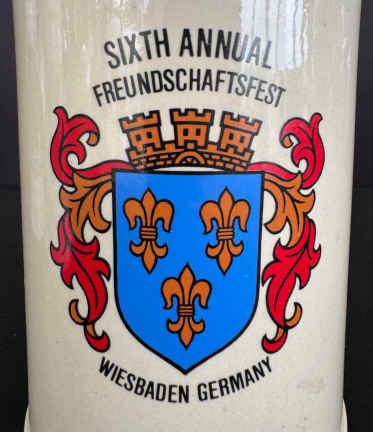 SIXTH ANNUAL
FREUNDSCHAFTSFEST
WIESBADEN GERMANY